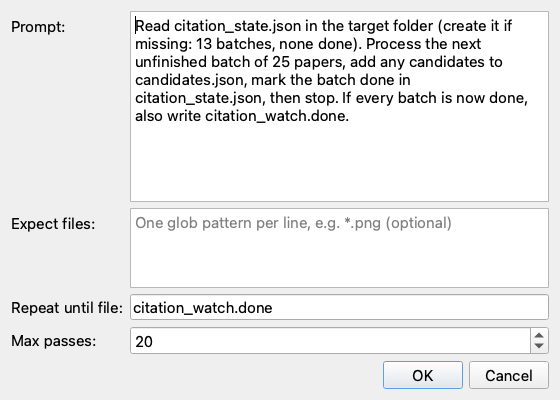 Prompt:
Read citation_state.json in the target folder (create it if
missing: 13 batches, none done). Process the next
unfinished batch of 25 papers, add any candidates to
candidates.json, mark the batch done in
citation_state.json, then stop. If every batch is now done,
also write citation_watch.done.
Expect files:
One glob pattern per line, e.g. *.png (optional)
Repeat until file:
citation_watch.done
Max passes:
20
OK
Cancel